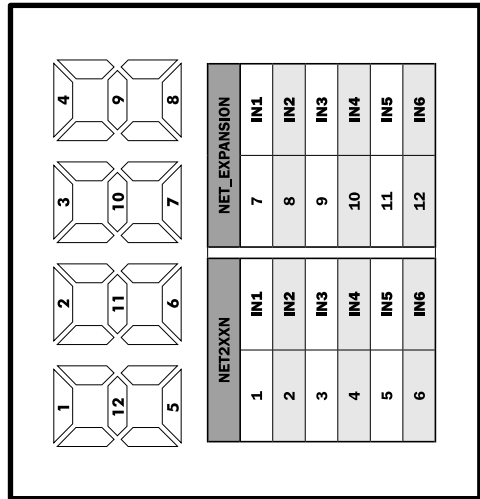 1 2 3 4
12 11 10 9
5 6 7 8
NET2XXN
1 IN1
2 IN2
3 IN3
4 IN4
5 IN5
6 IN6
NET_EXPANSION
7 IN1
8 IN2
9 IN3
10 IN4
11 IN5
12 IN6